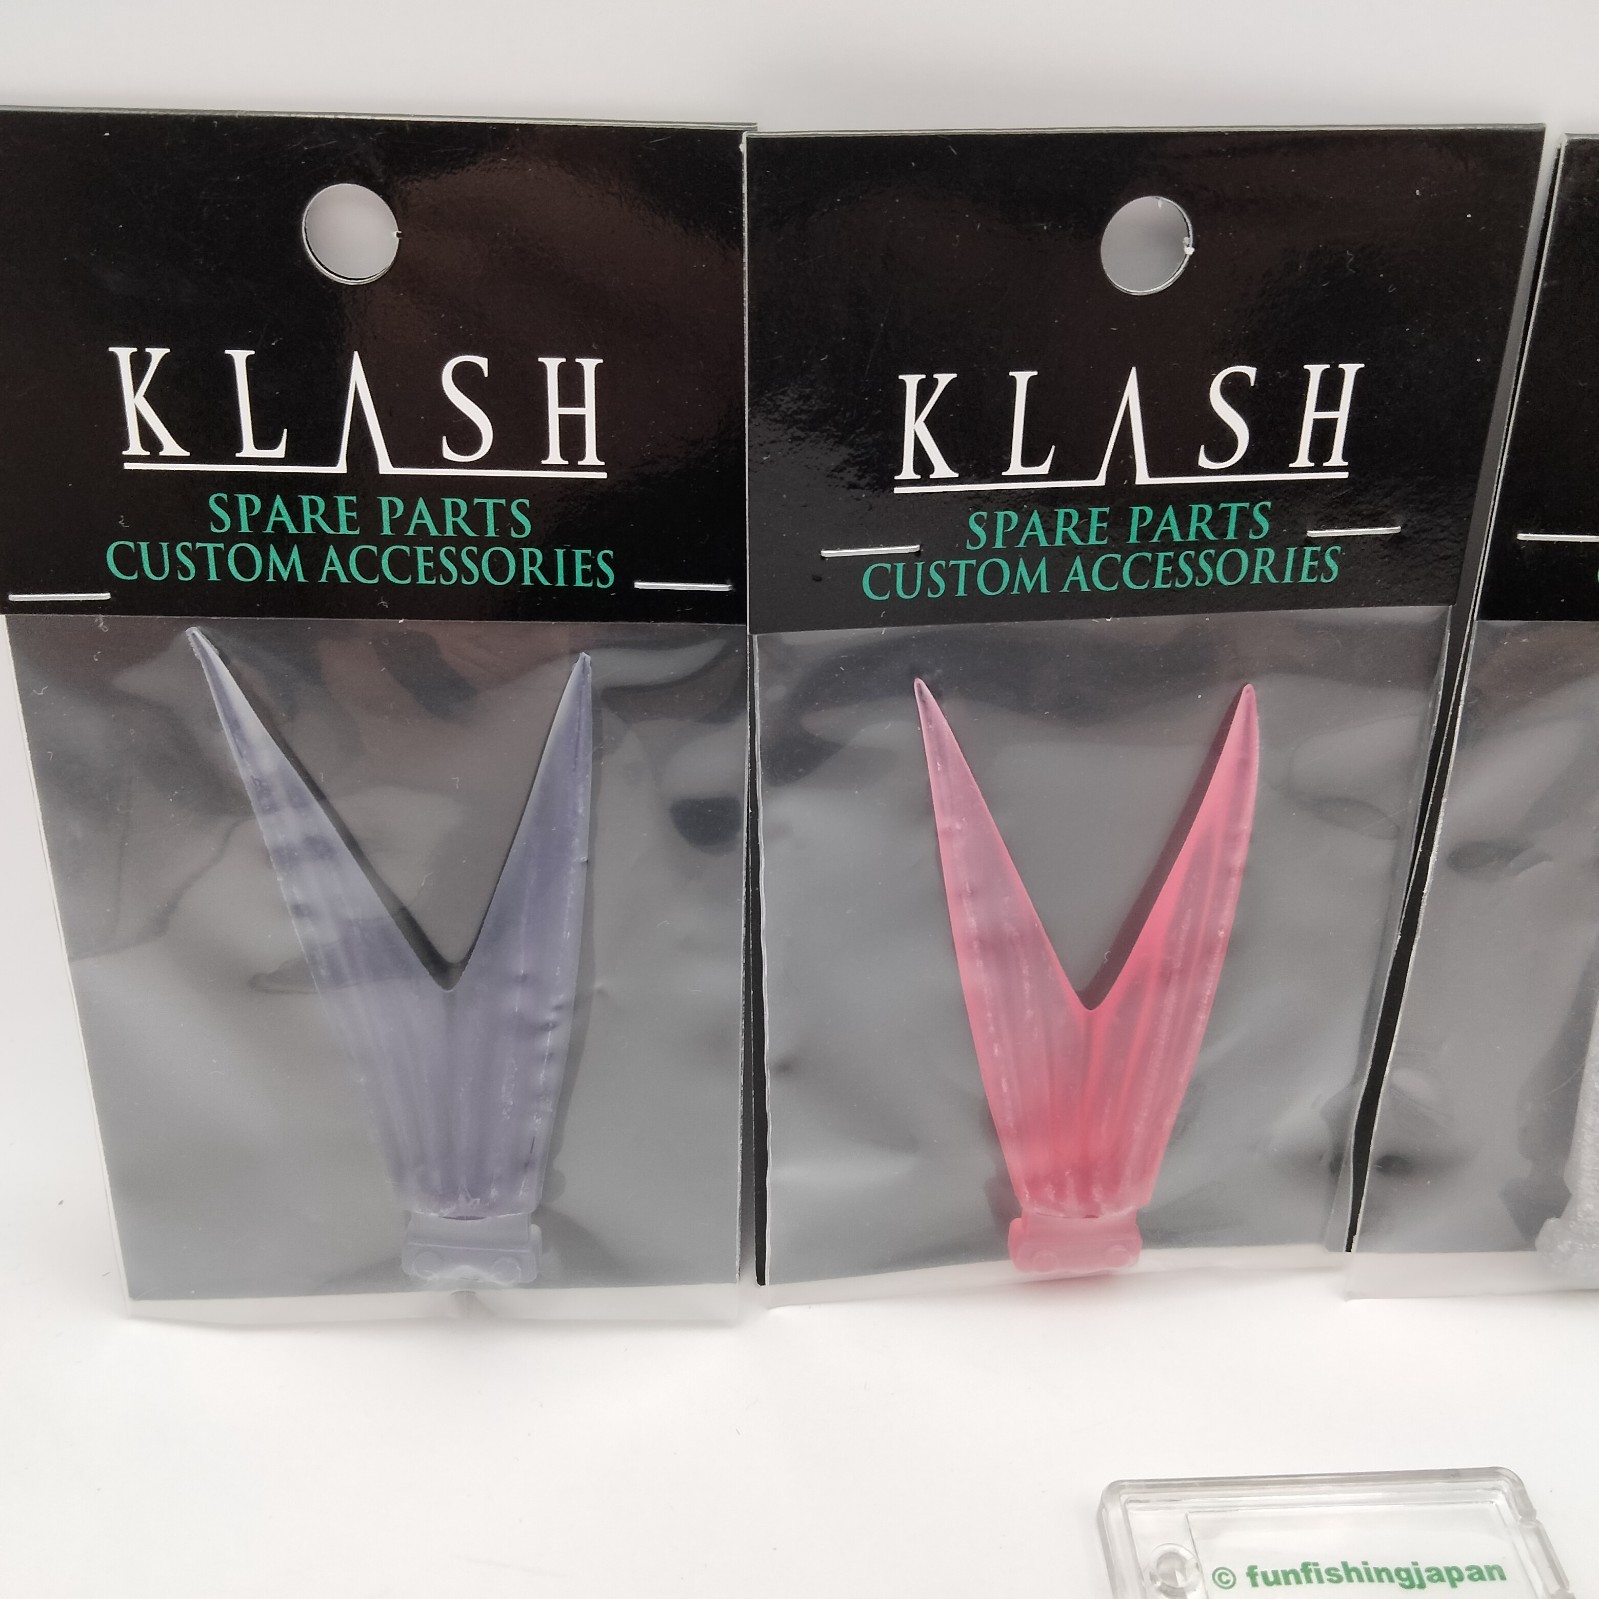 KLASH
SPARE PARTS
CUSTOM ACCESSORIES
KLASH
SPARE PARTS
CUSTOM ACCESSORIES
© funfishingjapan